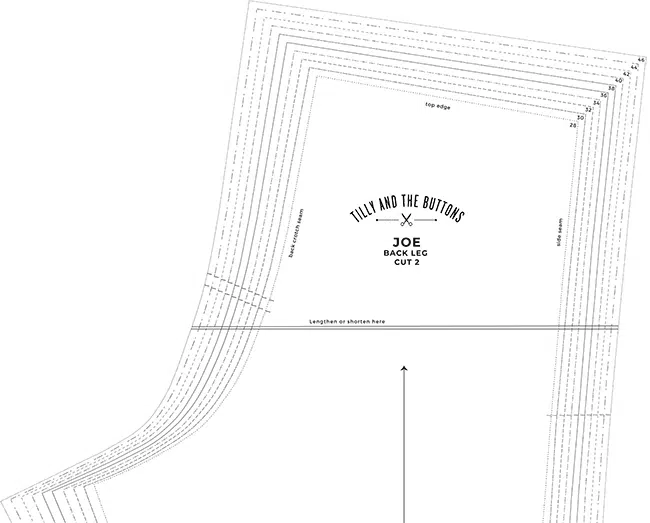 46
44
42
40
38
36
34
32
30
28
top edge
TILLY AND THE BUTTONS
back crotch seam
side seam
JOE
BACK LEG
CUT 2
Lengthen or shorten here